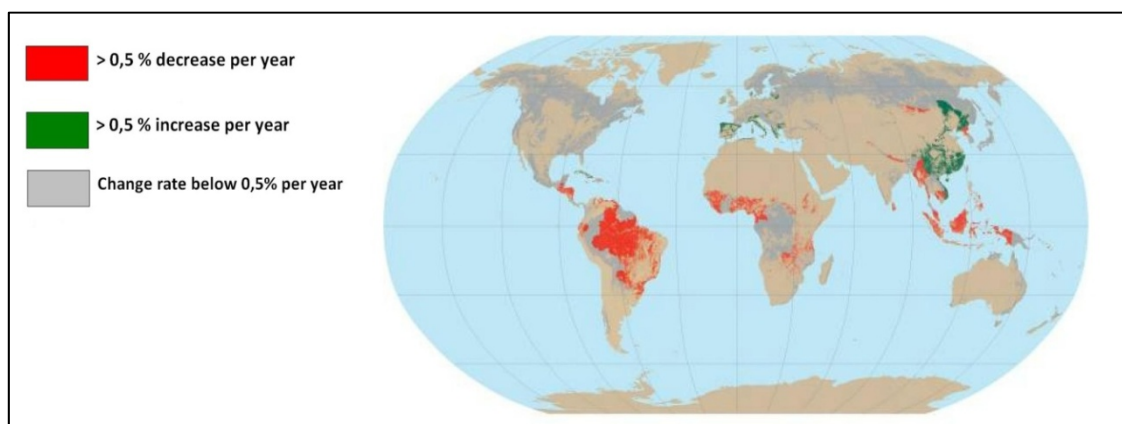 > 0,5 % decrease per year
> 0,5 % increase per year
Change rate below 0,5% per year